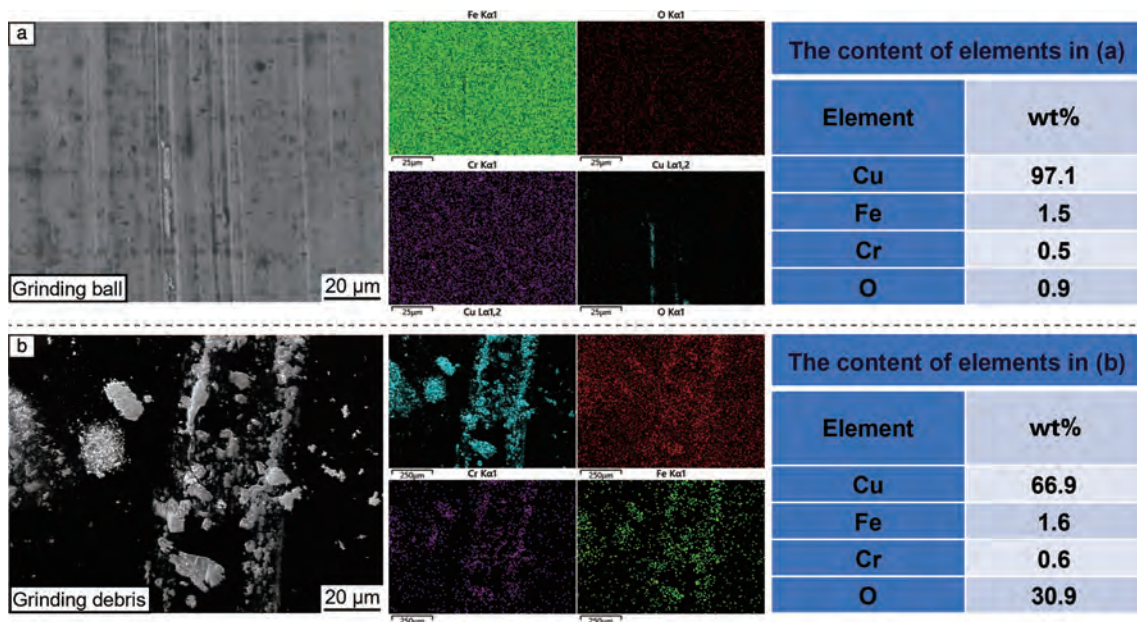 a
Grinding ball
20 µm
Fe Kα1
O Kα1
25µm
25µm
Cr Kα1
Cu Lα1,2
25µm
25µm
The content of elements in (a)
Element wt%
Cu 97.1
Fe 1.5
Cr 0.5
O 0.9
b
Grinding debris
20 µm
Cu Lα1,2
O Kα1
250µm
250µm
Cr Kα1
Fe Kα1
250µm
250µm
The content of elements in (b)
Element wt%
Cu 66.9
Fe 1.6
Cr 0.6
O 30.9